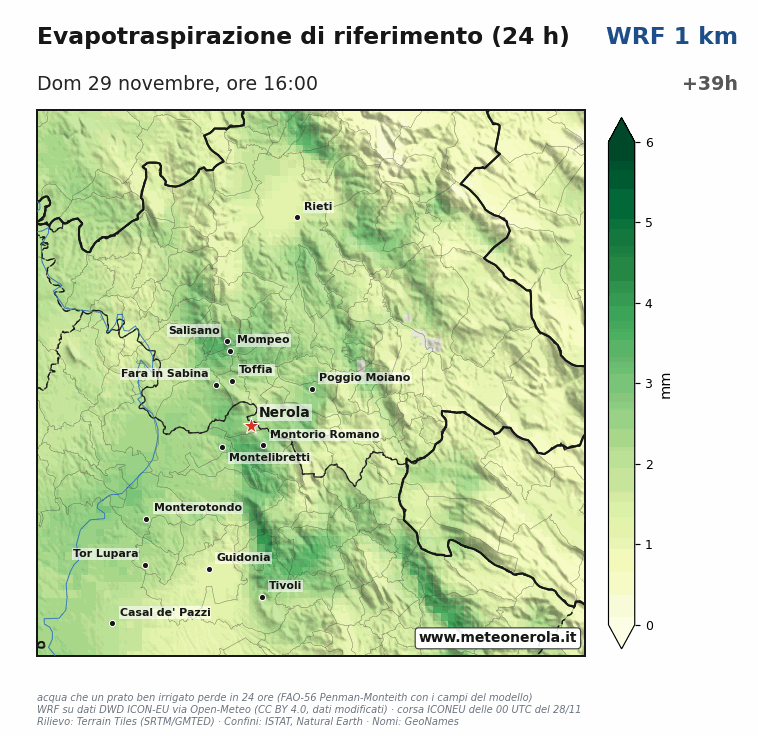 Evapotraspirazione di riferimento (24 h)
WRF 1 km
Dom 29 novembre, ore 16:00
+39h
Rieti
Salisano
Mompeo
Toffia
Fara in Sabina
Poggio Moiano
Nerola
Montorio Romano
Montelibretti
Monterotondo
Tor Lupara
Guidonia
Tivoli
Casal de' Pazzi
www.meteonerola.it
6
5
4
3
2
1
0
mm
acqua che un prato ben irrigato perde in 24 ore (FAO-56 Penman-Monteith con i campi del modello)
WRF su dati DWD ICON-EU via Open-Meteo (CC BY 4.0, dati modificati) · corsa ICONEU delle 00 UTC del 28/11
Rilievo: Terrain Tiles (SRTM/GMTED) · Confini: ISTAT, Natural Earth · Nomi: GeoNames